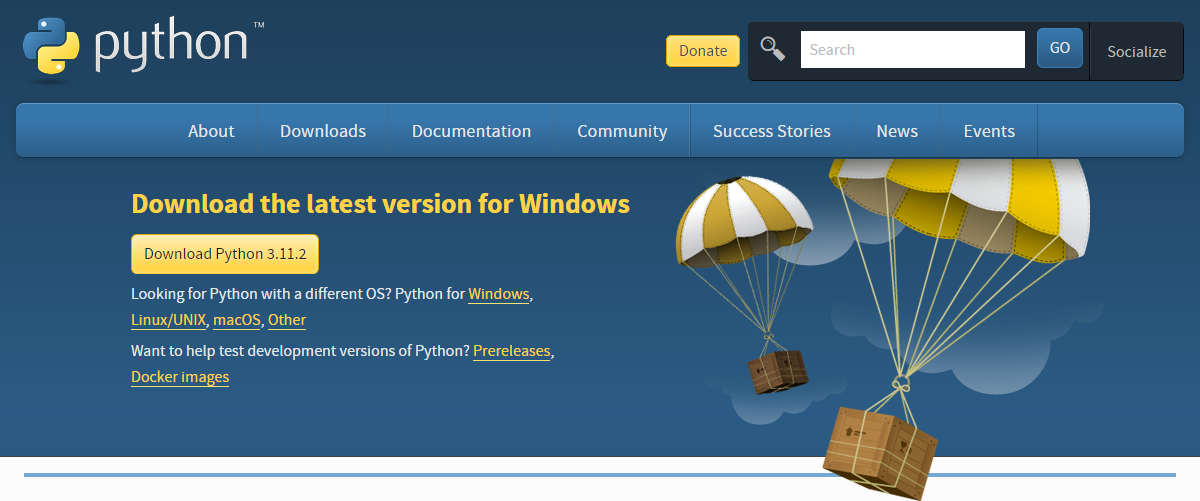 python™
Donate
Search
GO
Socialize
About
Downloads
Documentation
Community
Success Stories
News
Events
Download the latest version for Windows
Download Python 3.11.2
Looking for Python with a different OS? Python for Windows,
Linux/UNIX, macOS, Other
Want to help test development versions of Python? Prereleases,
Docker images